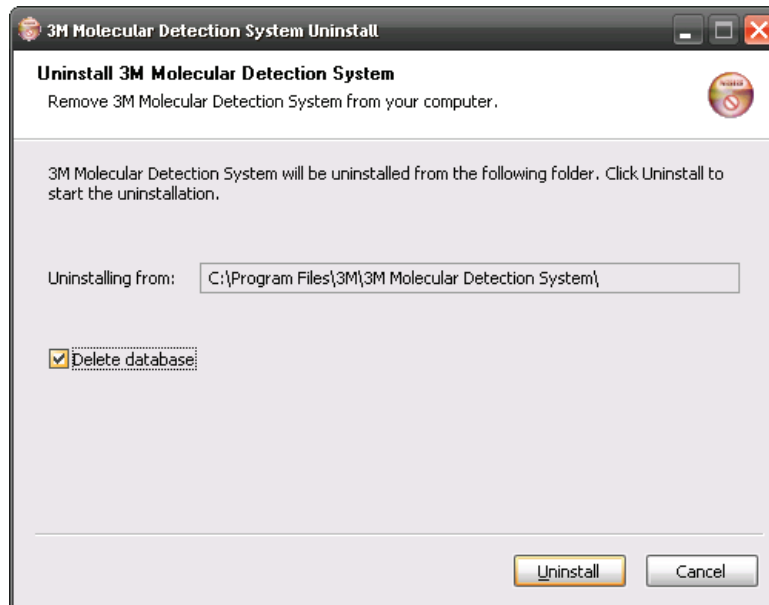 3M Molecular Detection System Uninstall
Uninstall 3M Molecular Detection System
Remove 3M Molecular Detection System from your computer.
3M Molecular Detection System will be uninstalled from the following folder. Click Uninstall to
start the uninstallation.
Uninstalling from: C:\Program Files\3M\3M Molecular Detection System\
Delete database
Uninstall Cancel